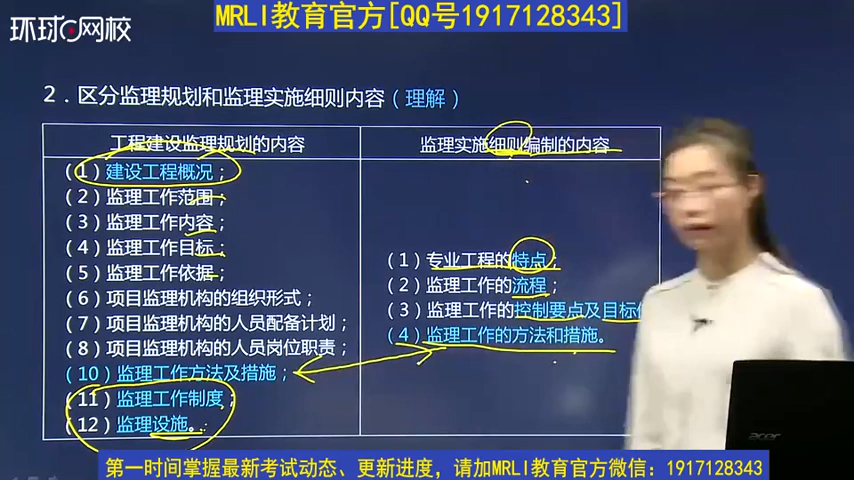 MRLI教育官方[QQ号1917128343]
环球网校
2．区分监理规划和监理实施细则内容（理解）
工程建设监理规划的内容
监理实施细则编制的内容
（1）建设工程概况；
（2）监理工作范围；
（3）监理工作内容；
（4）监理工作目标；
（5）监理工作依据；
（6）项目监理机构的组织形式；
（7）项目监理机构的人员配备计划；
（8）项目监理机构的人员岗位职责；
（10）监理工作方法及措施；
（11）监理工作制度；
（12）监理设施。
（1）专业工程的特点；
（2）监理工作的流程；
（3）监理工作的控制要点及目标
（4）监理工作的方法和措施。
acer
第一时间掌握最新考试动态、更新进度，请加MRLI教育官方微信：1917128343